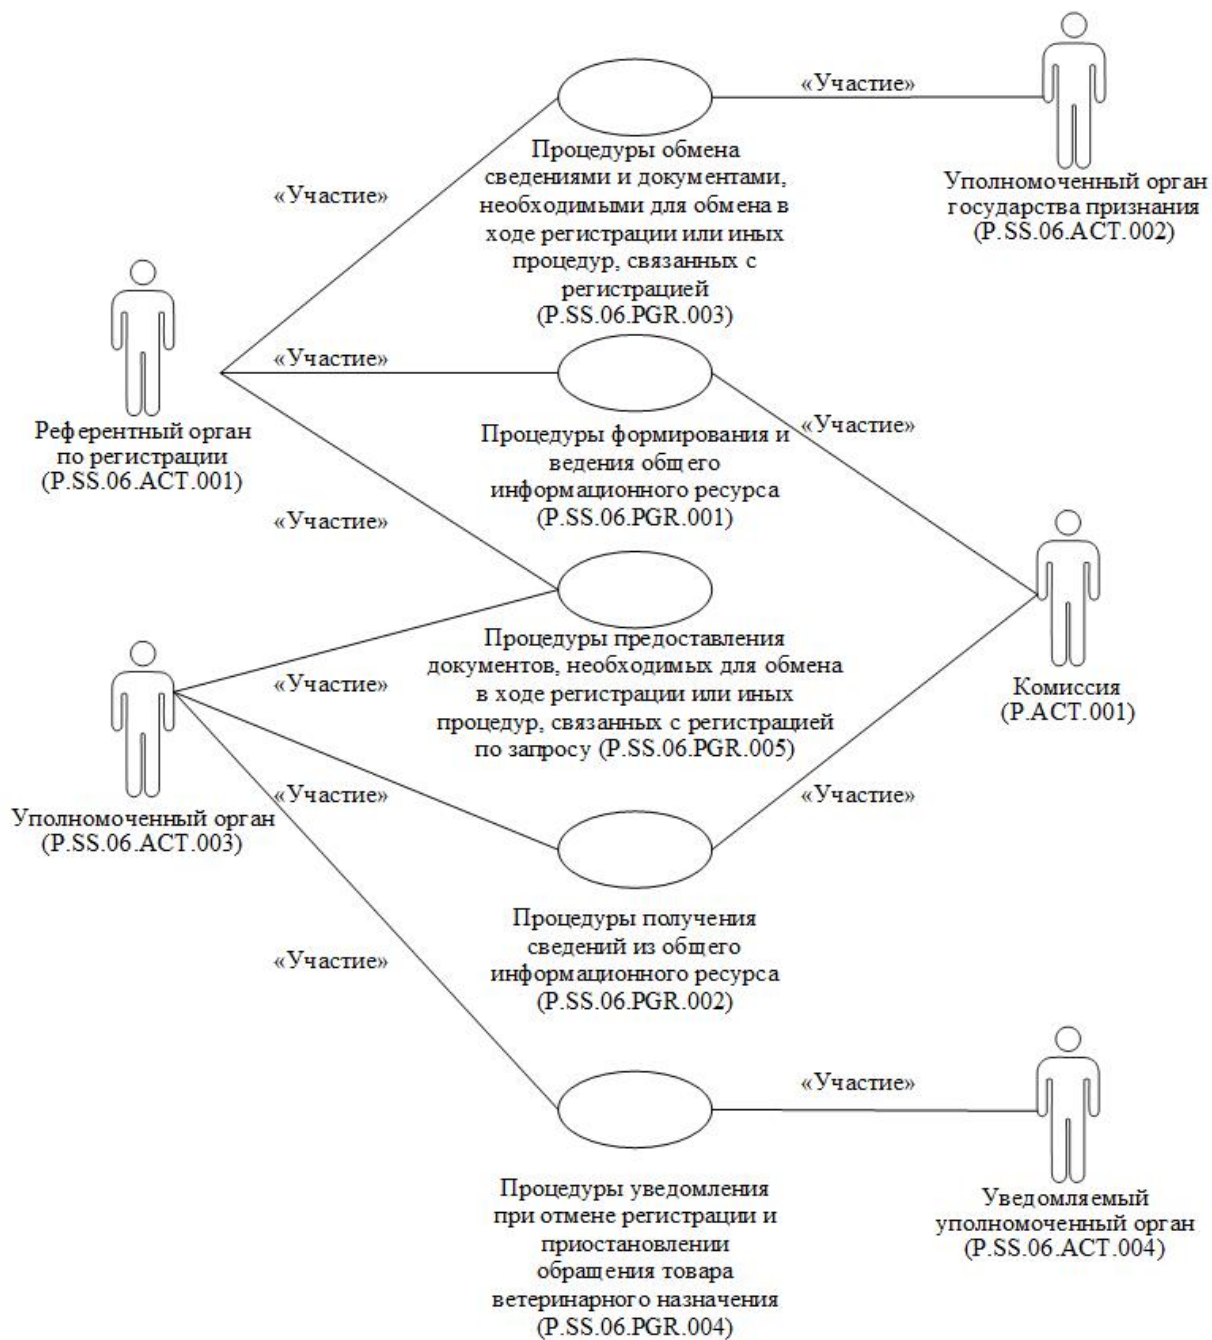 «Участие»
«Участие»
Процедуры обмена
сведениями и документами,
необходимыми для обмена в
ходе регистрации или иных
процедур, связанных с
регистрацией
(P.SS.06.PGR.003)
Уполномоченный орган
государства признания
(P.SS.06.ACT.002)
«Участие»
Референтный орган
по регистрации
(P.SS.06.ACT.001)
«Участие»
Процедуры формирования и
ведения общего
информационного ресурса
(P.SS.06.PGR.001)
«Участие»
Процедуры предоставления
документов, необходимых для обмена
в ходе регистрации или иных
процедур, связанных с регистрацией
по запросу (P.SS.06.PGR.005)
«Участие»
Комиссия
(P.ACT.001)
«Участие»
«Участие»
Уполномоченный орган
(P.SS.06.ACT.003)
Процедуры получения
сведений из общего
информационного ресурса
(P.SS.06.PGR.002)
«Участие»
«Участие»
Процедуры уведомления
при отмене регистрации и
приостановлении
обращения товара
ветеринарного назначения
(P.SS.06.PGR.004)
Уведомляемый
уполномоченный орган
(P.SS.06.ACT.004)